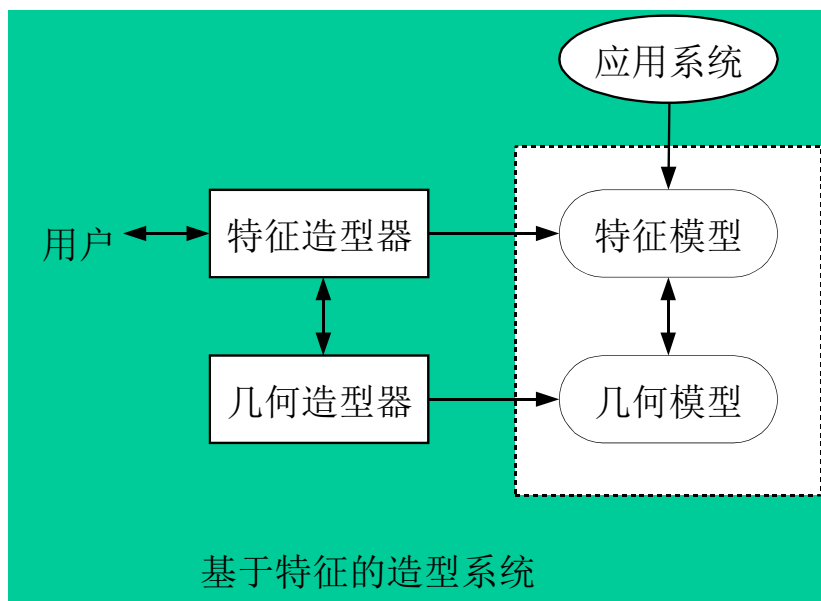 应用系统
用户
特征造型器
特征模型
几何造型器
几何模型
基于特征的造型系统